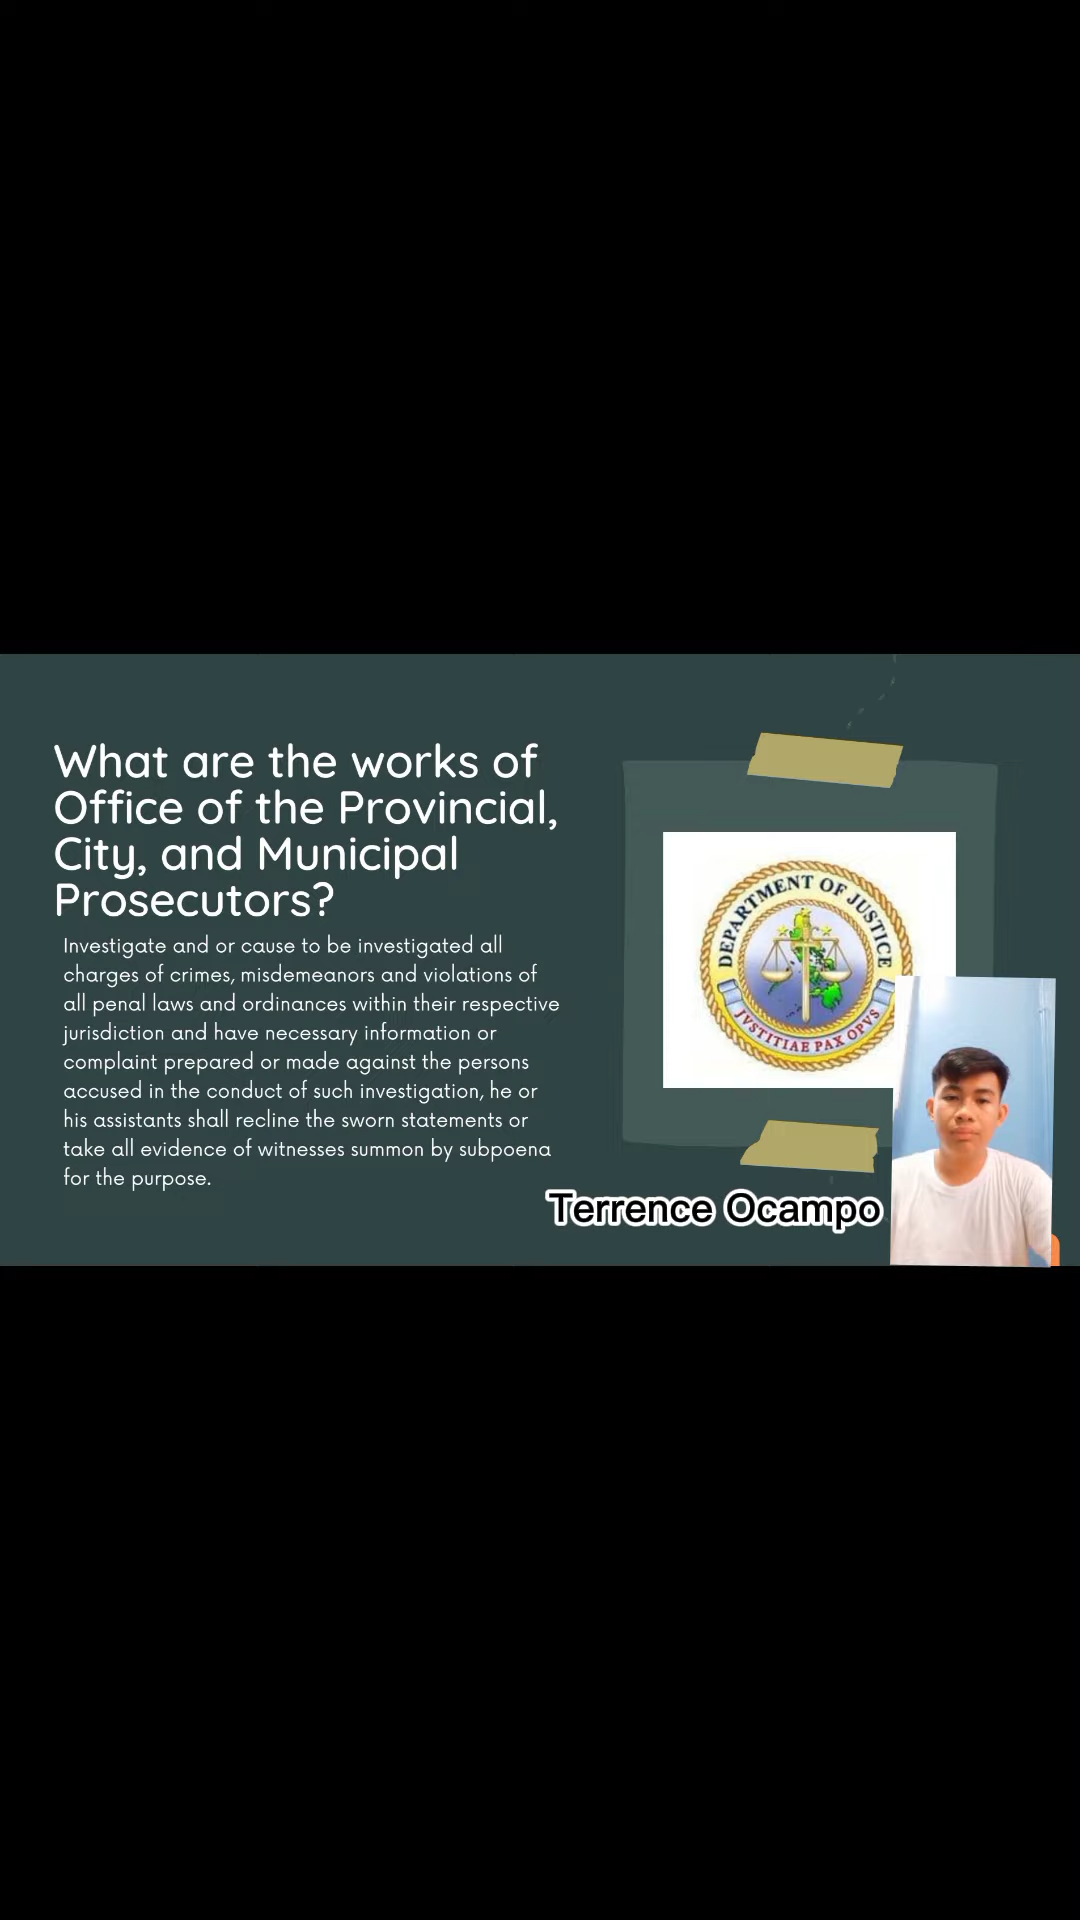 What are the works of
Office of the Provincial,
City, and Municipal
Prosecutors?
Investigate and or cause to be investigated all
charges of crimes, misdemeanors and violations of
all penal laws and ordinances within their respective
jurisdiction and have necessary information or
complaint prepared or made against the persons
accused in the conduct of such investigation, he or
his assistants shall recline the sworn statements or
take all evidence of witnesses summon by subpoena
for the purpose.
DEPARTMENT OF JUSTICE
JVSTITIAE PAX OPVS
Terrence Ocampo